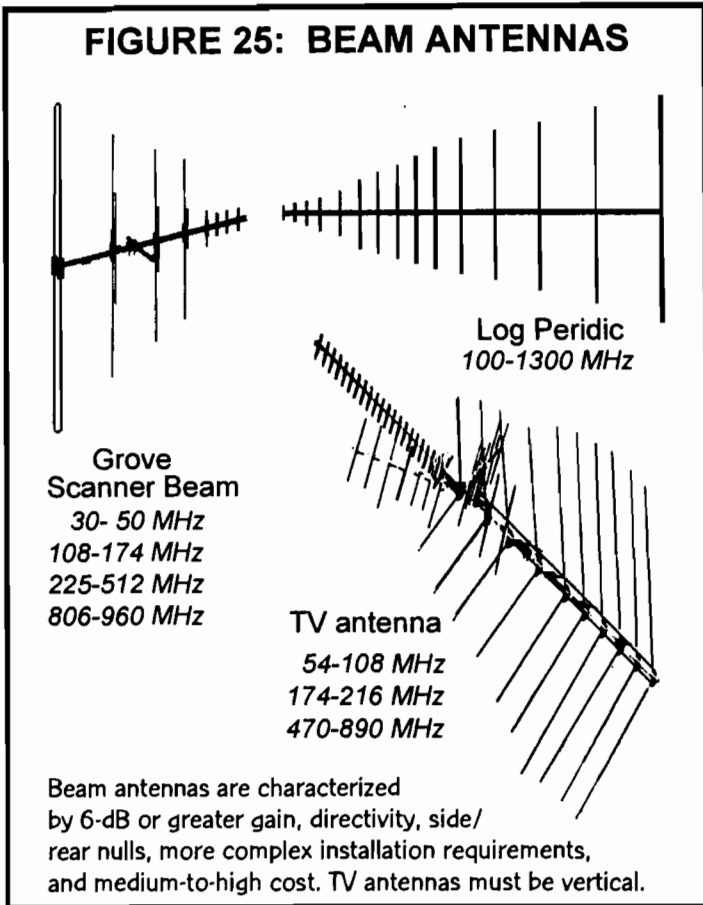 FIGURE 25: BEAM ANTENNAS
Log Peridic
100-1300 MHz
Grove
Scanner Beam
30- 50 MHz
108-174 MHz
225-512 MHz
806-960 MHz
TV antenna
54-108 MHz
174-216 MHz
470-890 MHz
Beam antennas are characterized
by 6-dB or greater gain, directivity, side/
rear nulls, more complex installation requirements,
and medium-to-high cost. TV antennas must be vertical.